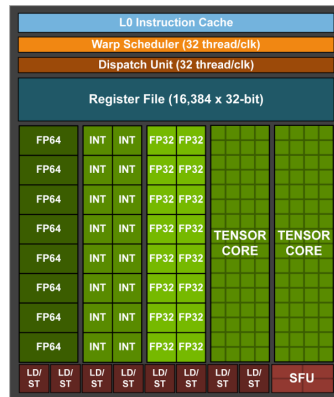 L0 Instruction Cache
Warp Scheduler (32 thread/clk)
Dispatch Unit (32 thread/clk)
Register File (16,384 x 32-bit)
FP64 INT INT FP32 FP32
FP64 INT INT FP32 FP32
FP64 INT INT FP32 FP32
FP64 INT INT FP32 FP32
FP64 INT INT FP32 FP32
FP64 INT INT FP32 FP32
FP64 INT INT FP32 FP32
FP64 INT INT FP32 FP32
TENSOR TENSOR
CORE CORE
LD/ LD/ LD/ LD/ LD/ LD/ LD/ LD/
ST ST ST ST ST ST ST ST
SFU